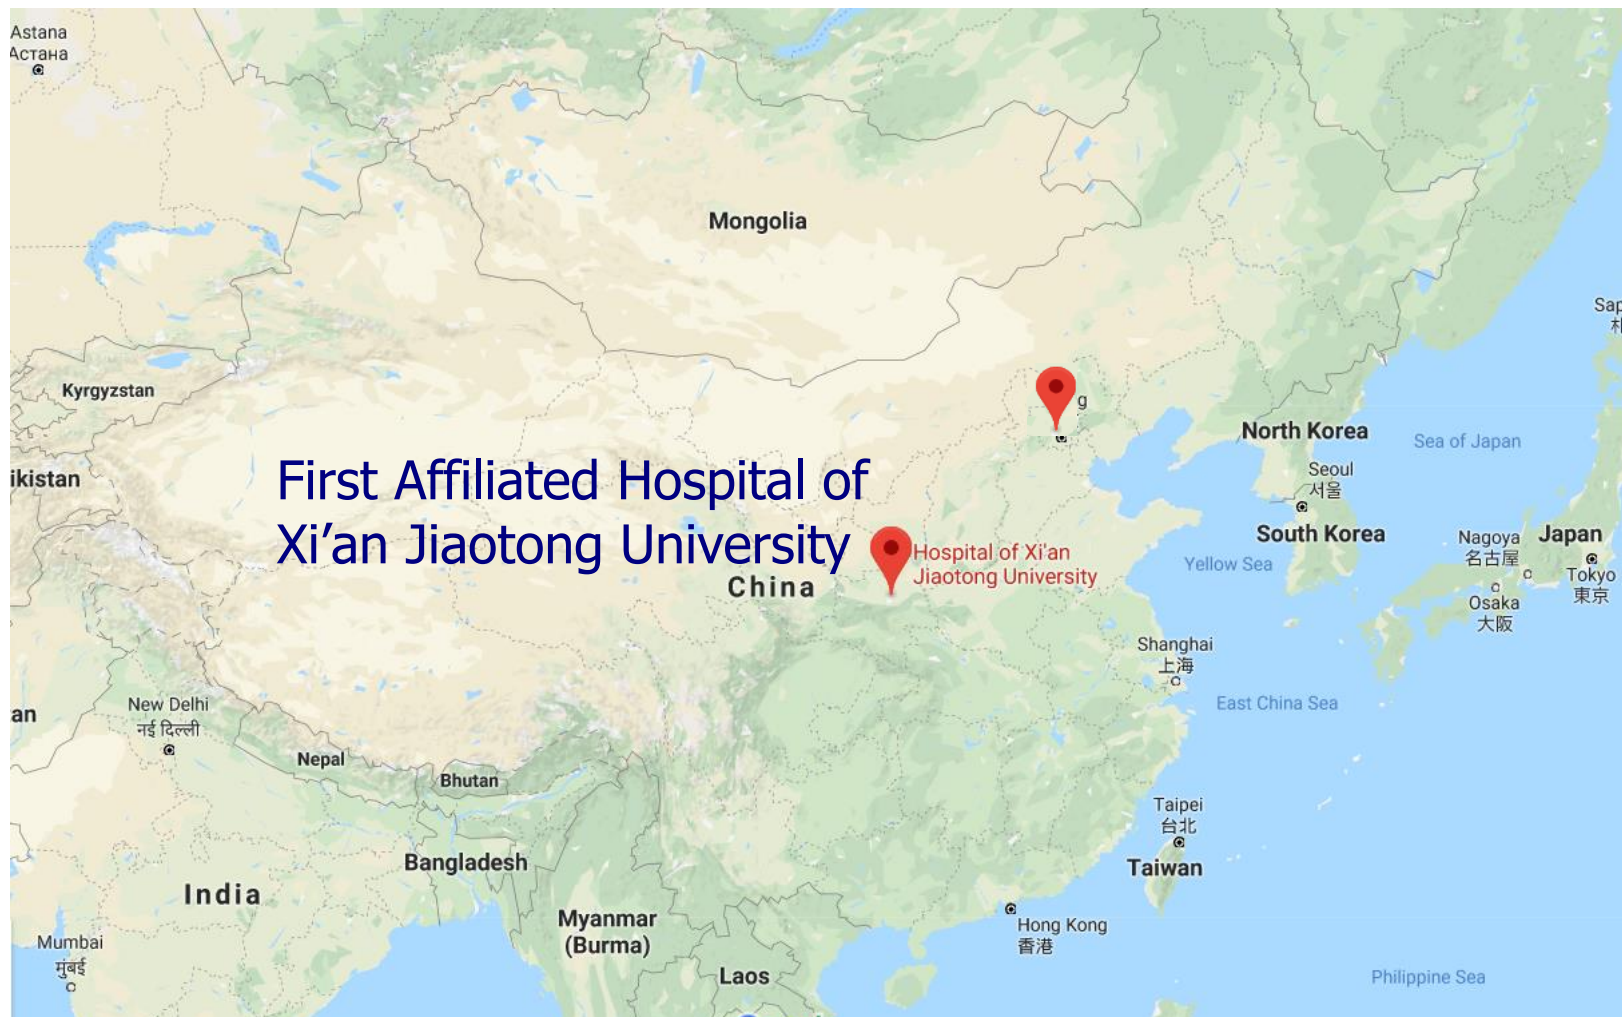 Astana
Астана
Mongolia
Sap
Kyrgyzstan
g
North Korea
Sea of Japan
ikistan
First Affiliated Hospital of
Xi’an Jiaotong University
Seoul
서울
South Korea
Nagoya
名古屋
Japan
Tokyo
東京
Hospital of Xi'an
Jiaotong University
Yellow Sea
China
Osaka
大阪
Shanghai
上海
East China Sea
an
New Delhi
नई दिल्ली
Nepal
Bhutan
Taipei
台北
Taiwan
Bangladesh
India
Myanmar
(Burma)
Hong Kong
香港
Mumbai
मुंबई
Laos
Philippine Sea